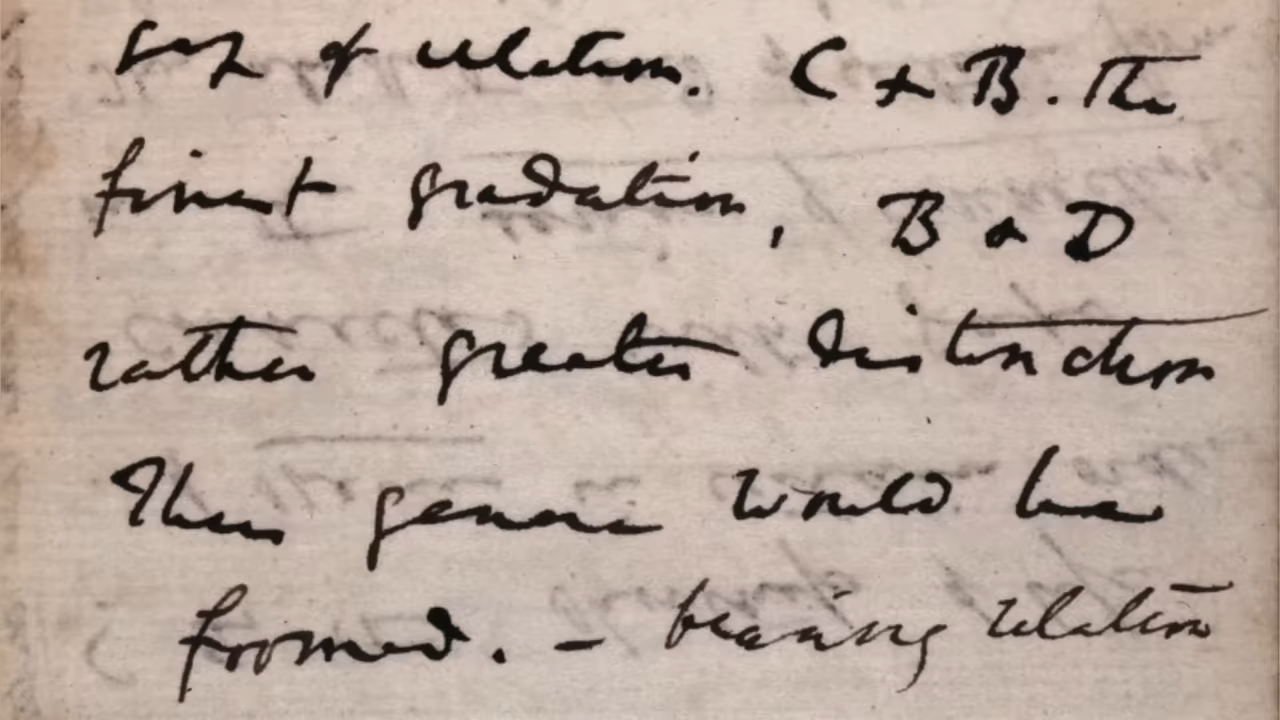 gap of relation. C & B. The
finest gradation, B & D
rather greater distinction
Thus genera would be
formed. — bearing relation